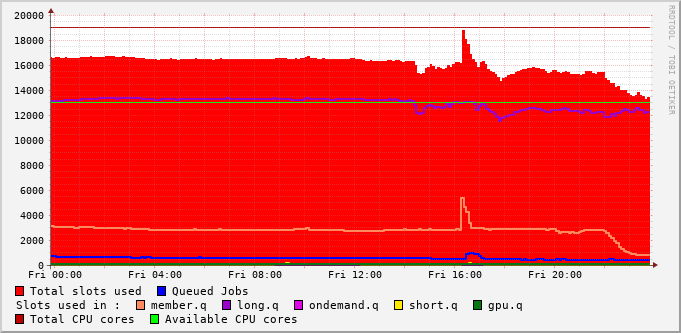 20000
18000
16000
14000
12000
10000
8000
6000
4000
2000
0
Fri 00:00 Fri 04:00 Fri 08:00 Fri 12:00 Fri 16:00 Fri 20:00
Total slots used Queued Jobs
Slots used in : member.q long.q ondemand.q short.q gpu.q
Total CPU cores Available CPU cores
RRDTOOL / TOBI OETIKER